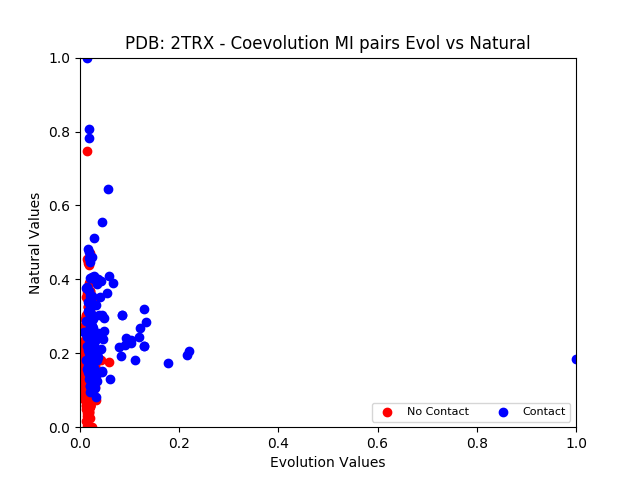 PDB: 2TRX - Coevolution MI pairs Evol vs Natural
1.0
0.8
0.6
0.4
0.2
0.0
Natural Values
No Contact
Contact
0.0
0.2
0.4
0.6
0.8
1.0
Evolution Values